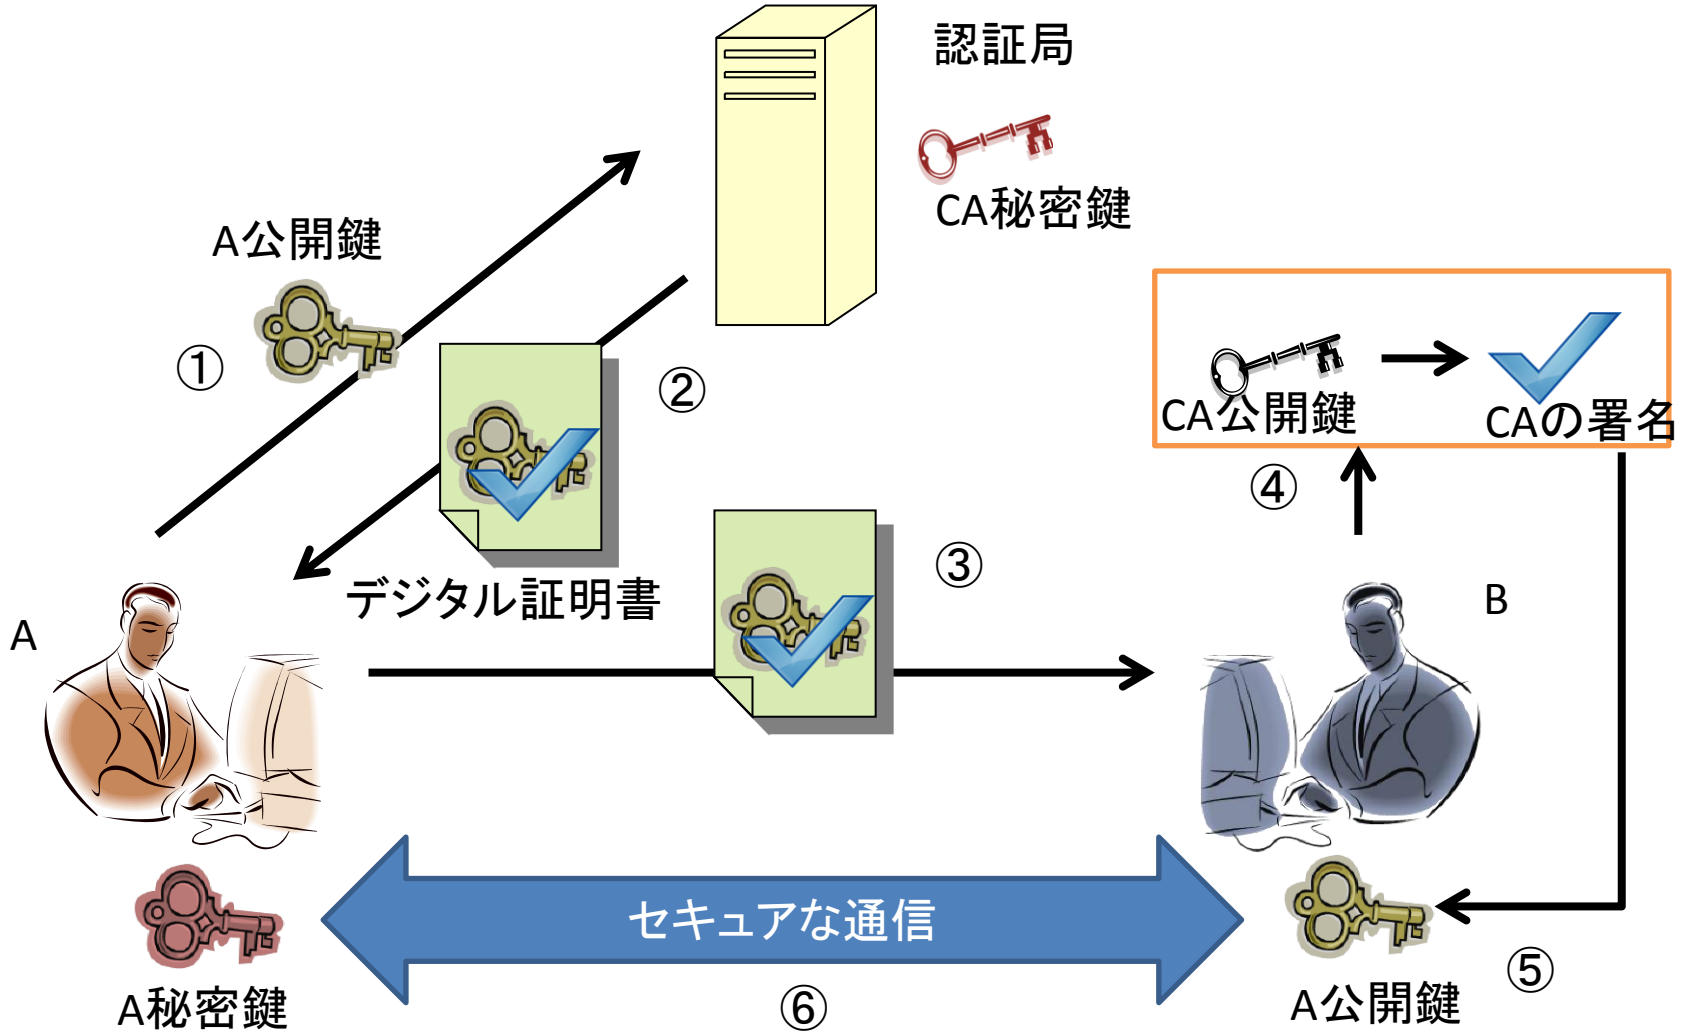 認証局
CA秘密鍵
A公開鍵
①
②
CA公開鍵
CAの署名
④
③
デジタル証明書
A
B
セキュアな通信
A秘密鍵
⑥
A公開鍵
⑤